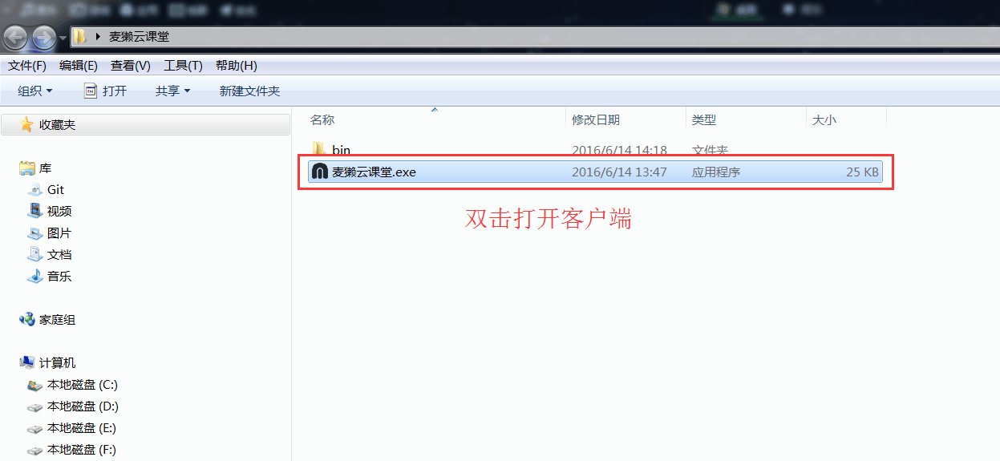 麦獭云课堂
文件(F) 编辑(E) 查看(V) 工具(T) 帮助(H)
组织 打开 共享 新建文件夹
收藏夹
库
Git
视频
图片
文档
音乐
家庭组
计算机
本地磁盘 (C:)
本地磁盘 (D:)
本地磁盘 (E:)
本地磁盘 (F:)
名称 修改日期 类型 大小
bin 2016/6/14 14:18 文件夹
麦獭云课堂.exe 2016/6/14 13:47 应用程序 25 KB
双击打开客户端